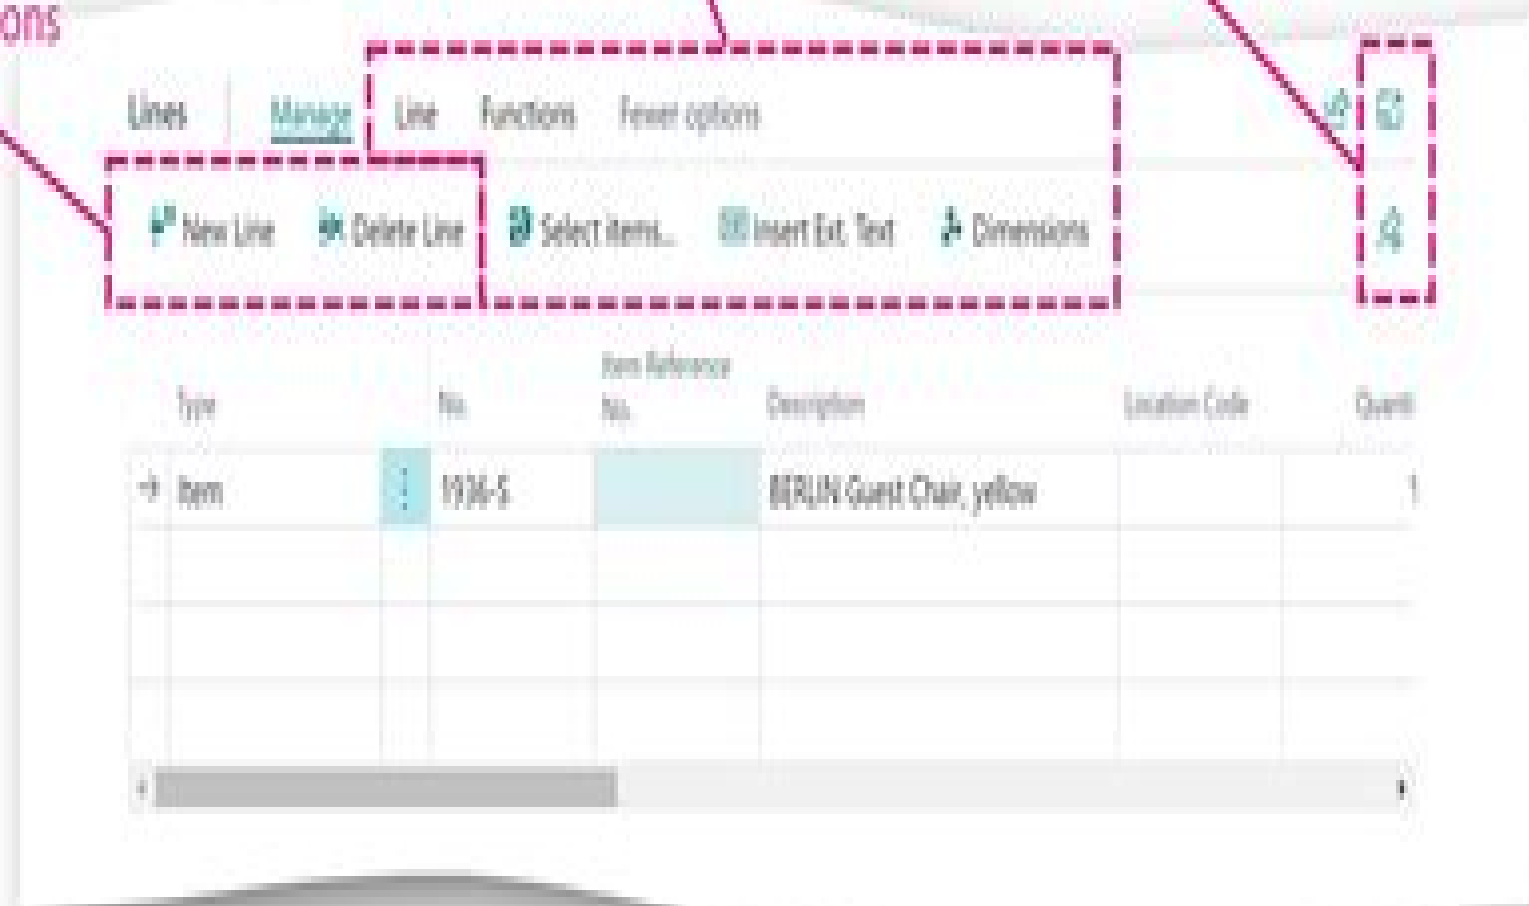 ons
Lines Manage Line Functions Fewer options
New Line Delete Line Select items... Insert Ext. Text Dimensions
Type No. Item Reference No. Description Location Code Quanti
Item 1936-S BERLIN Guest Chair, yellow 1